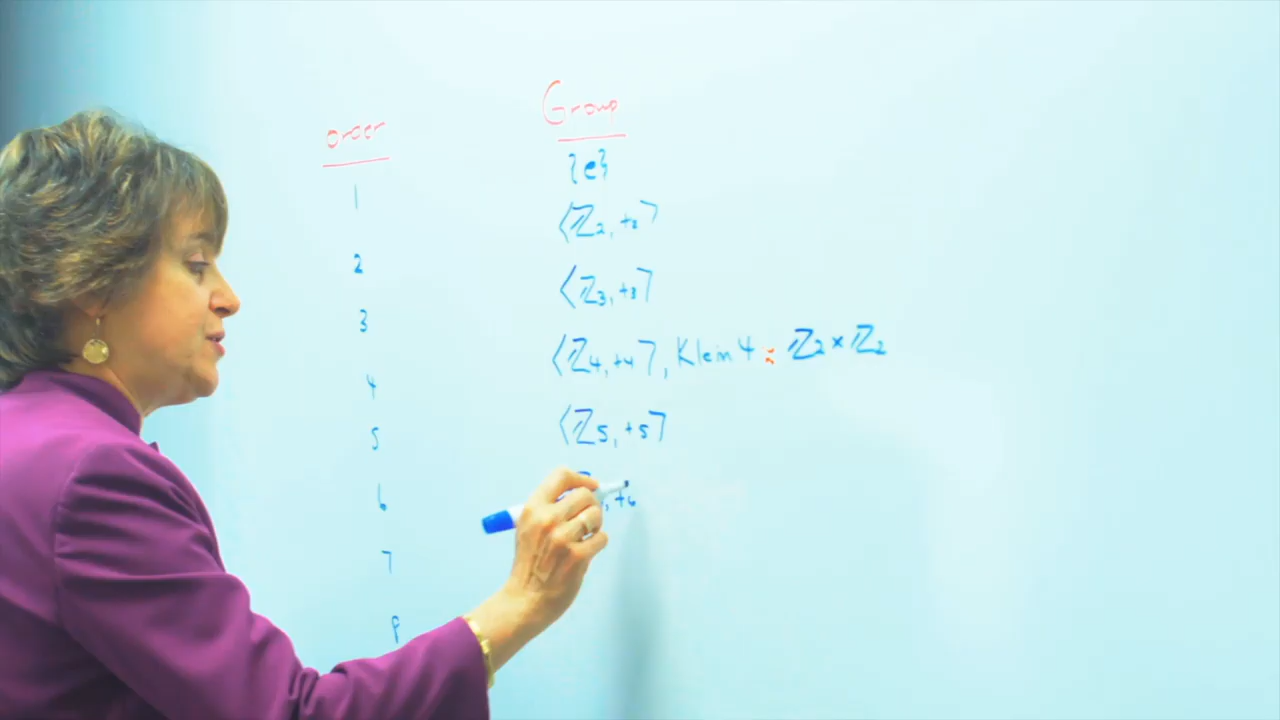 order Group
1 {e}
2 ⟨ℤ2, +2⟩
3 ⟨ℤ3, +3⟩
4 ⟨ℤ4, +4⟩, Klein 4 = ℤ2 × ℤ2
5 ⟨ℤ5, +5⟩
6 , +6
7